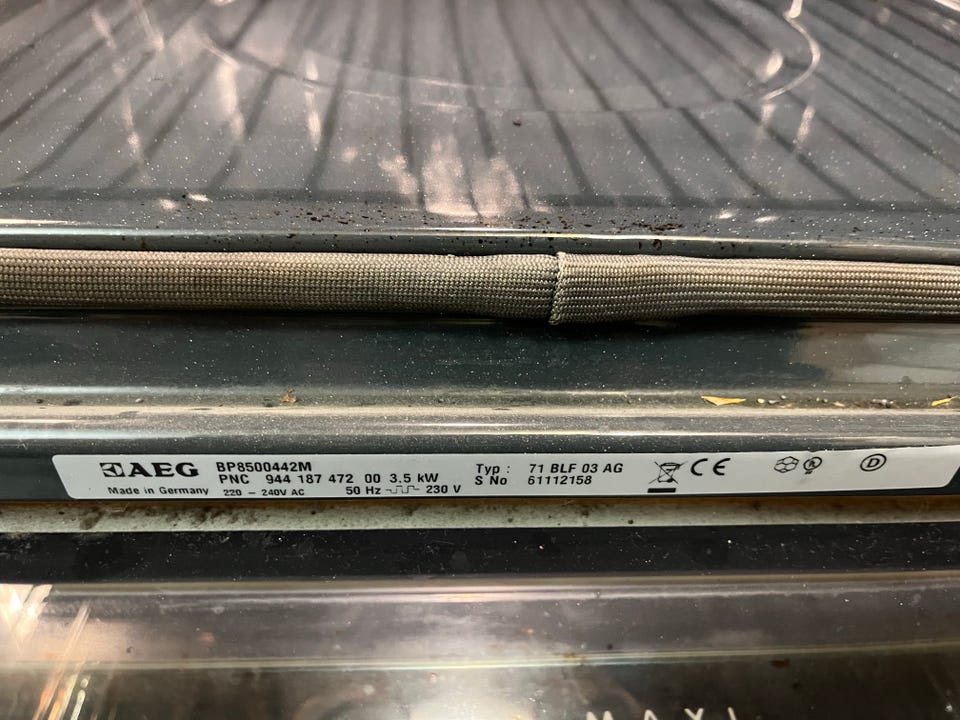 AEG BP8500442M
PNC 944 187 472 00 3.5 kW
Made in Germany 220 – 240V AC 50 Hz 230 V
Typ : 71 BLF 03 AG
S No 61112158
CE
D
MAXI